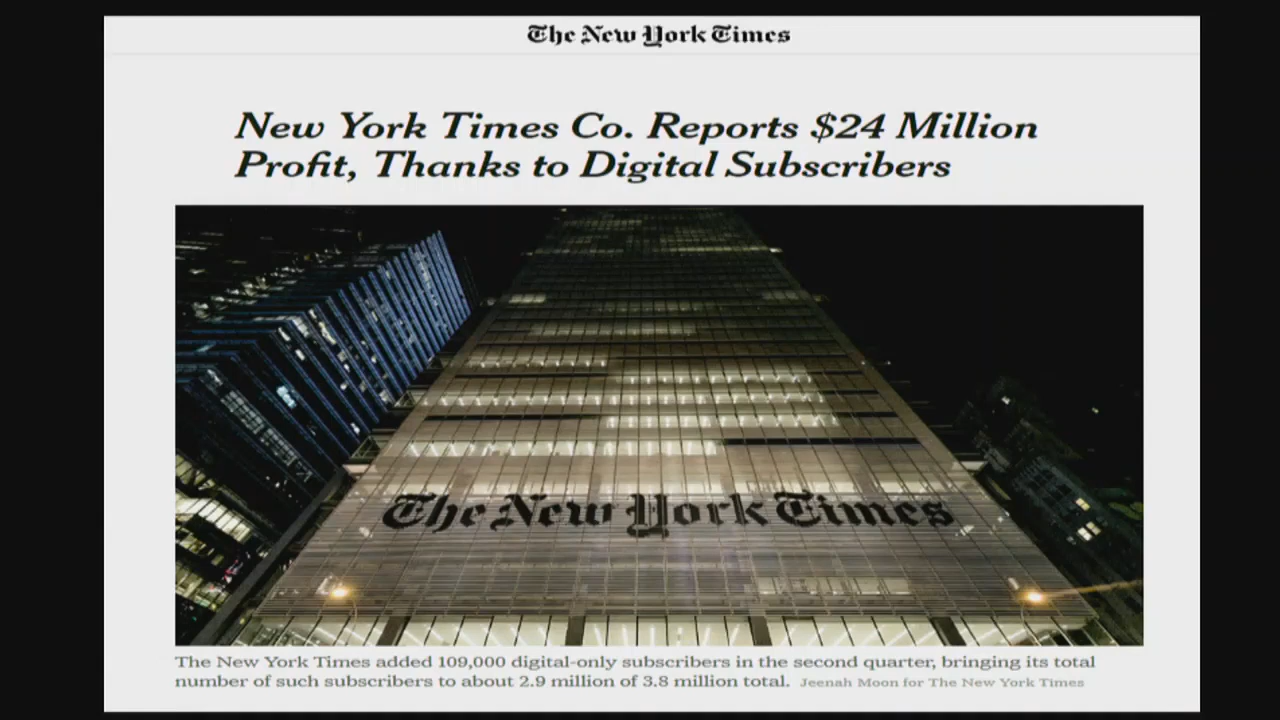 The New York Times
New York Times Co. Reports $24 Million
Profit, Thanks to Digital Subscribers
The New York Times
The New York Times added 109,000 digital-only subscribers in the second quarter, bringing its total
number of such subscribers to about 2.9 million of 3.8 million total. Jeenah Moon for The New York Times